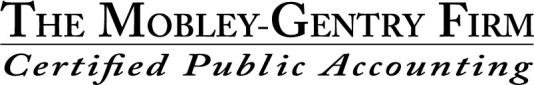 THE MOBLEY-GENTRY FIRM
Certified Public Accounting